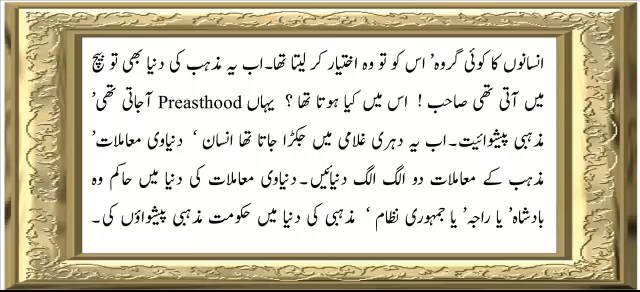 انسانوں کا کوئی گروہ’ اس کو تو وہ اختیار کر لیتا تھا۔اب یہ مذہب کی دنیا بھی تو بیچ
میں آتی تھی صاحب ! اس میں کیا ہوتا تھا ؟ یہاں Preasthood آجاتی تھی’
مذہبی پیشوائیت۔اب یہ دہری غلامی میں جکڑا جاتا تھا انسان ‘ دنیاوی معاملات’
مذہب کے معاملات دو الگ الگ دنیائیں۔دنیاوی معاملات کی دنیا میں حاکم وہ
بادشاہ’ یا راجہ’ یا جمہوری نظام ‘ مذہبی کی دنیا میں حکومت مذہبی پیشواؤں کی۔